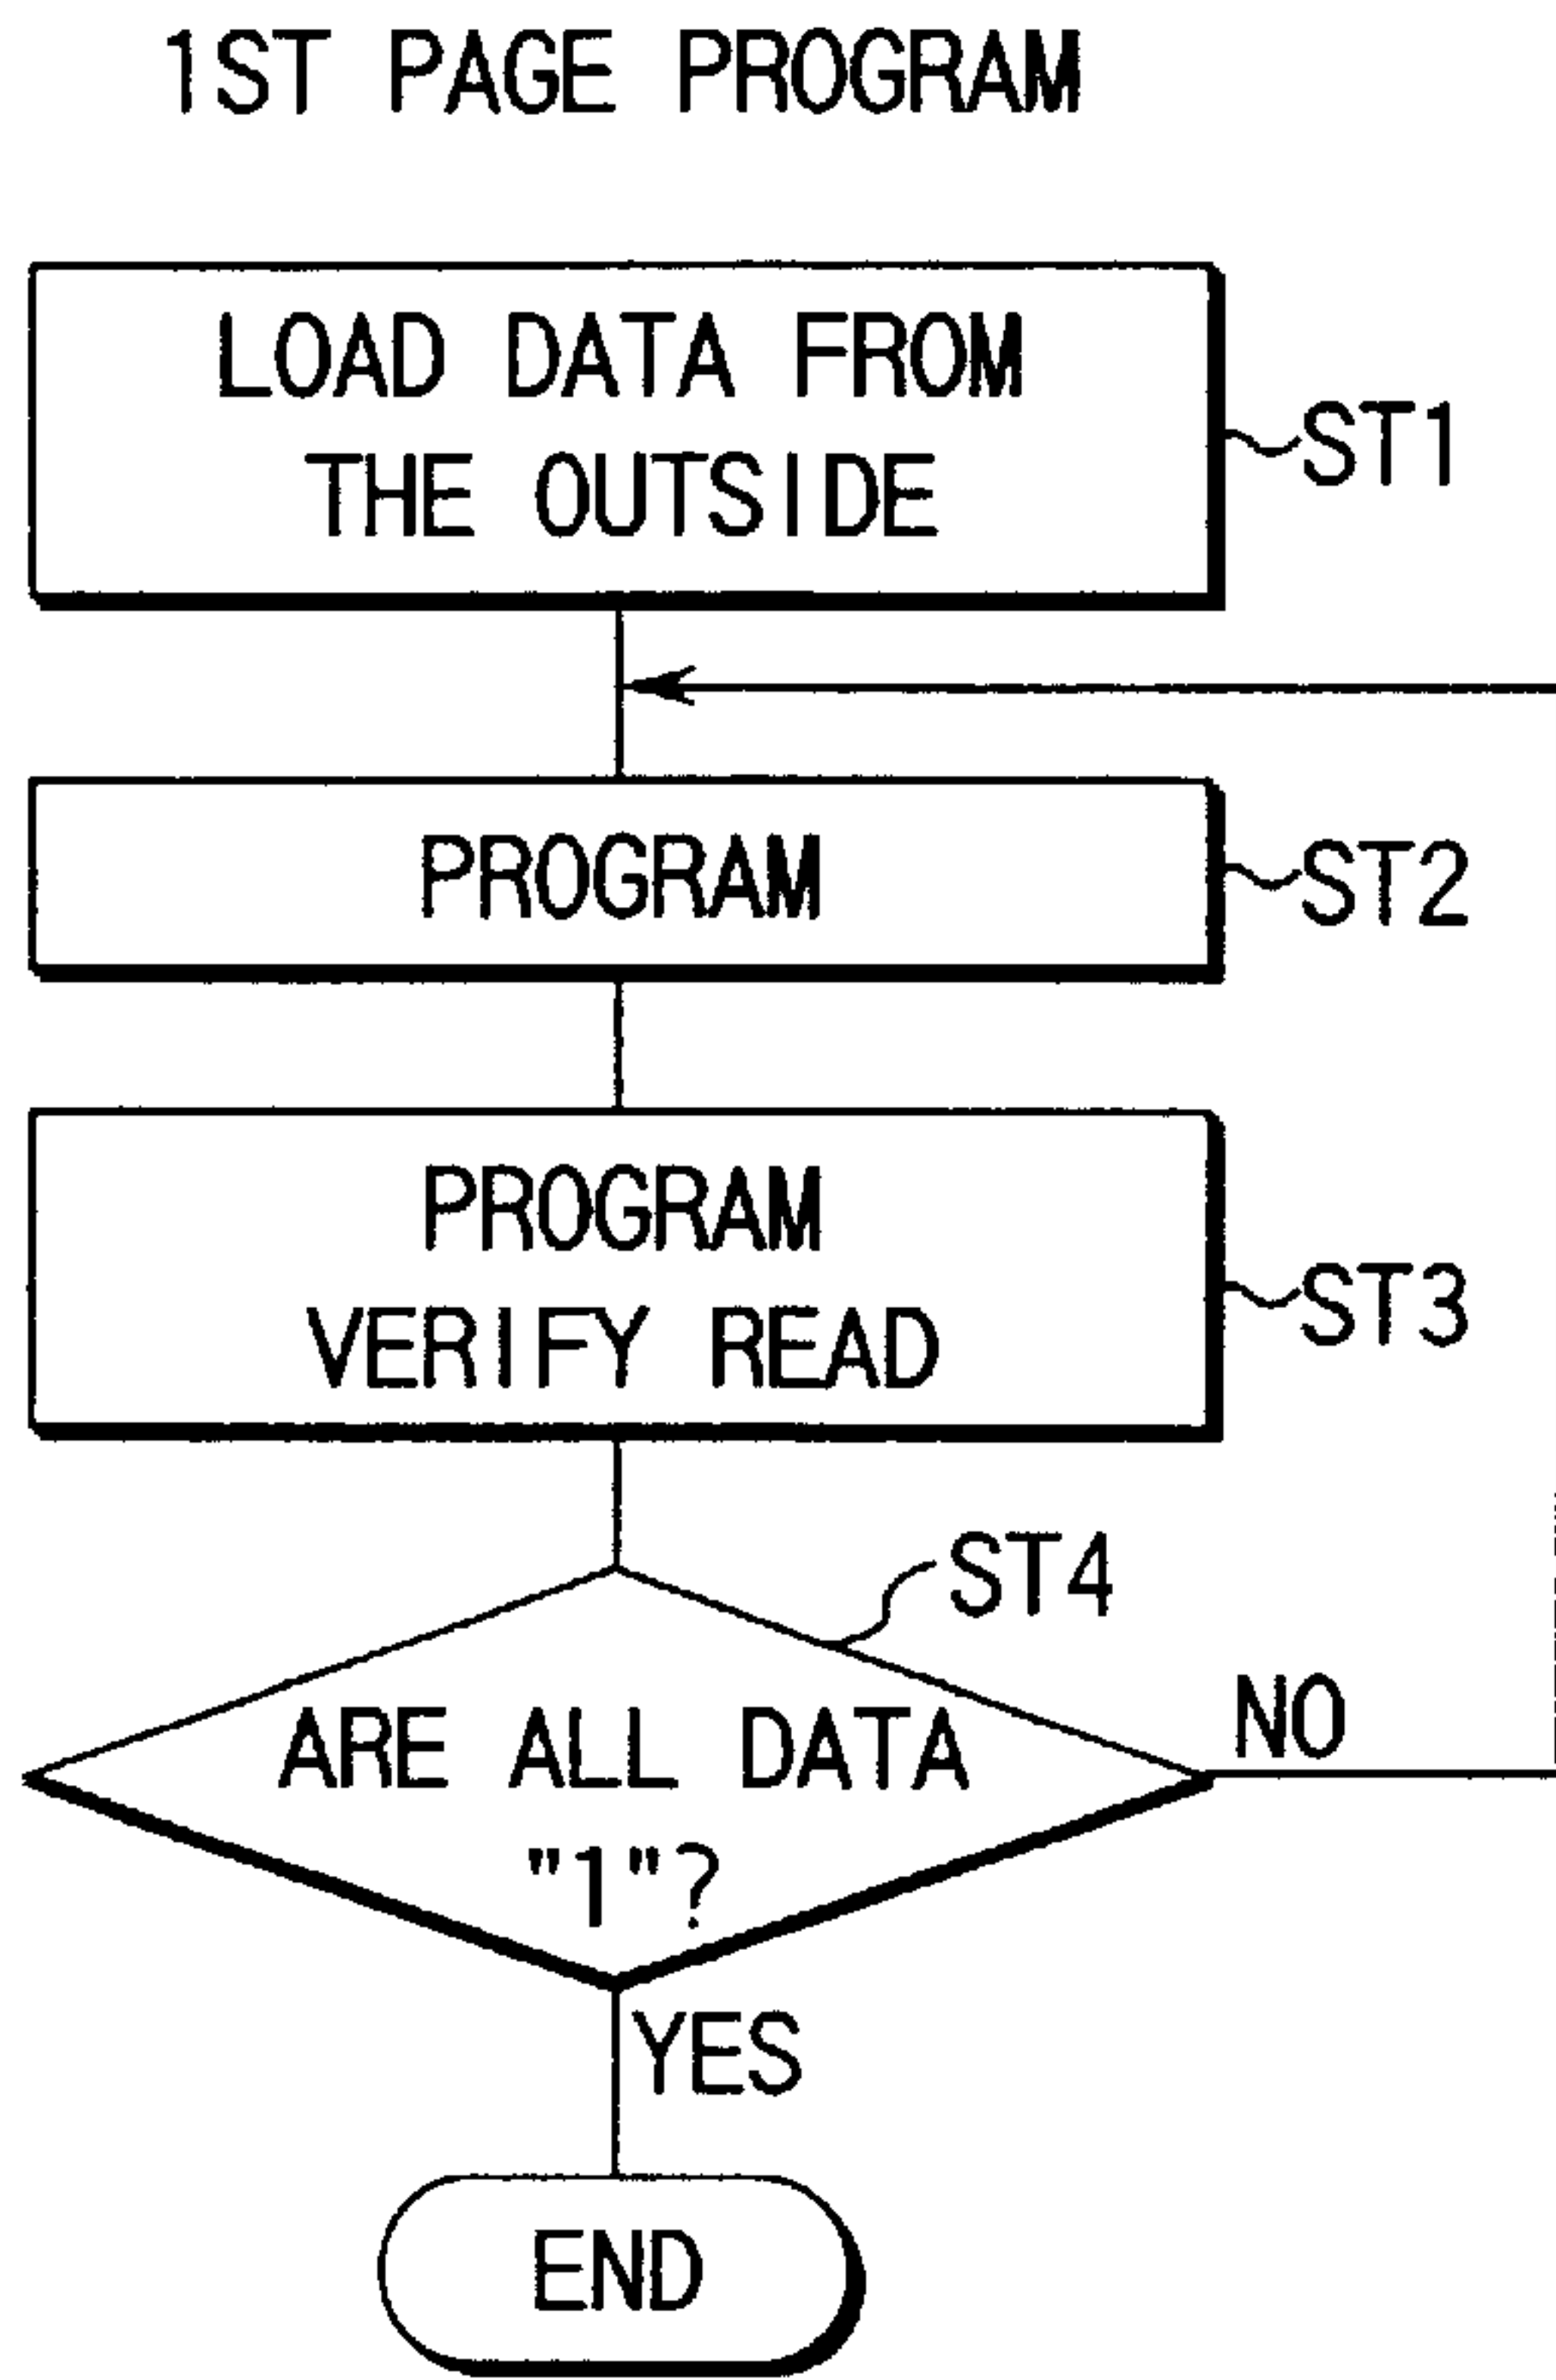 1ST PAGE PROGRAM
LOAD DATA FROM
THE OUTSIDE
ST1
PROGRAM
ST2
PROGRAM
VERIFY READ
ST3
ST4
ARE ALL DATA
"1"?
NO
YES
END